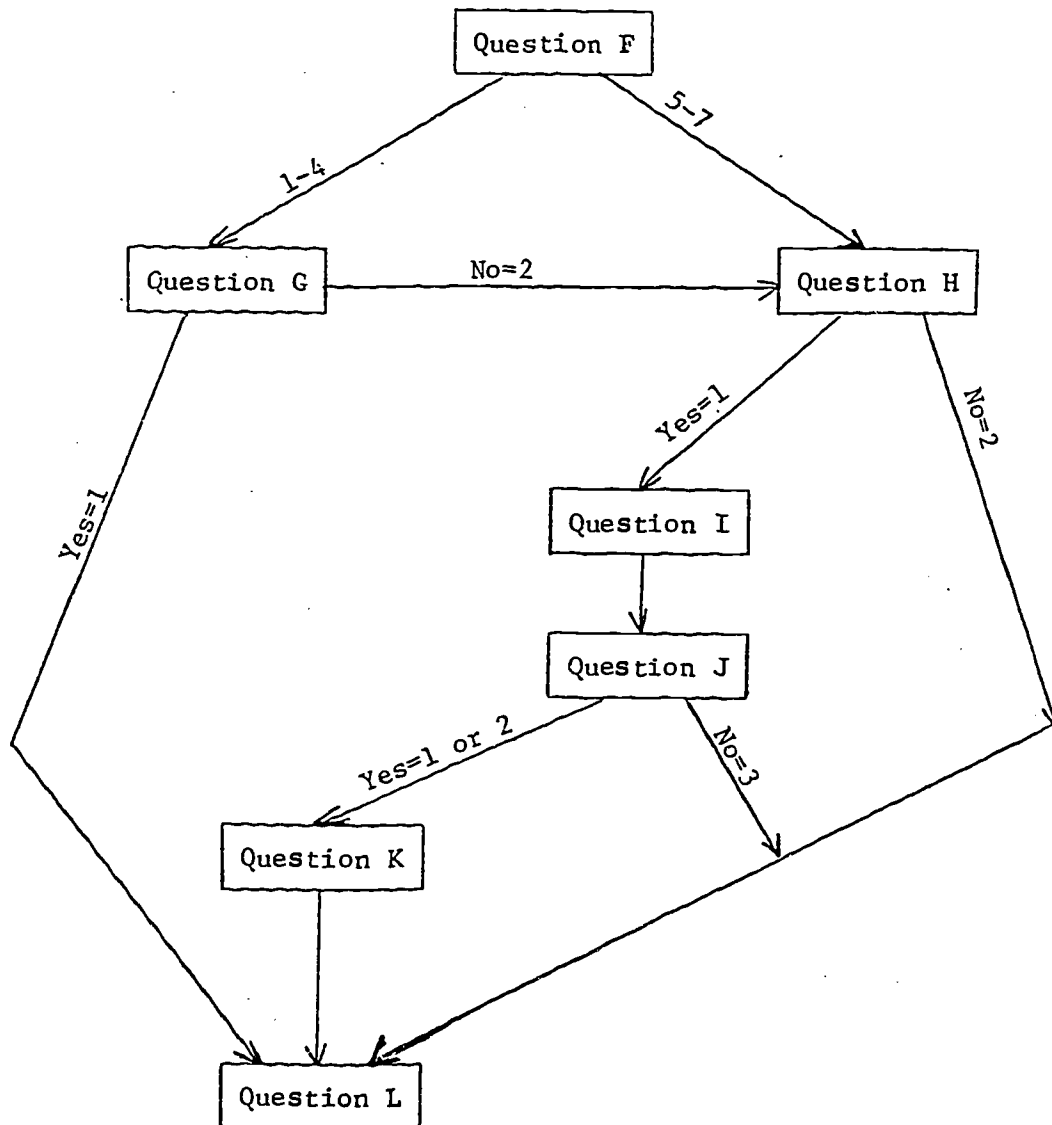 Question F
5-7
1-4
Question G
No=2
Question H
Yes=1
No=2
Yes=1
Question I
Question J
Yes=1 or 2
No=3
Question K
Question L